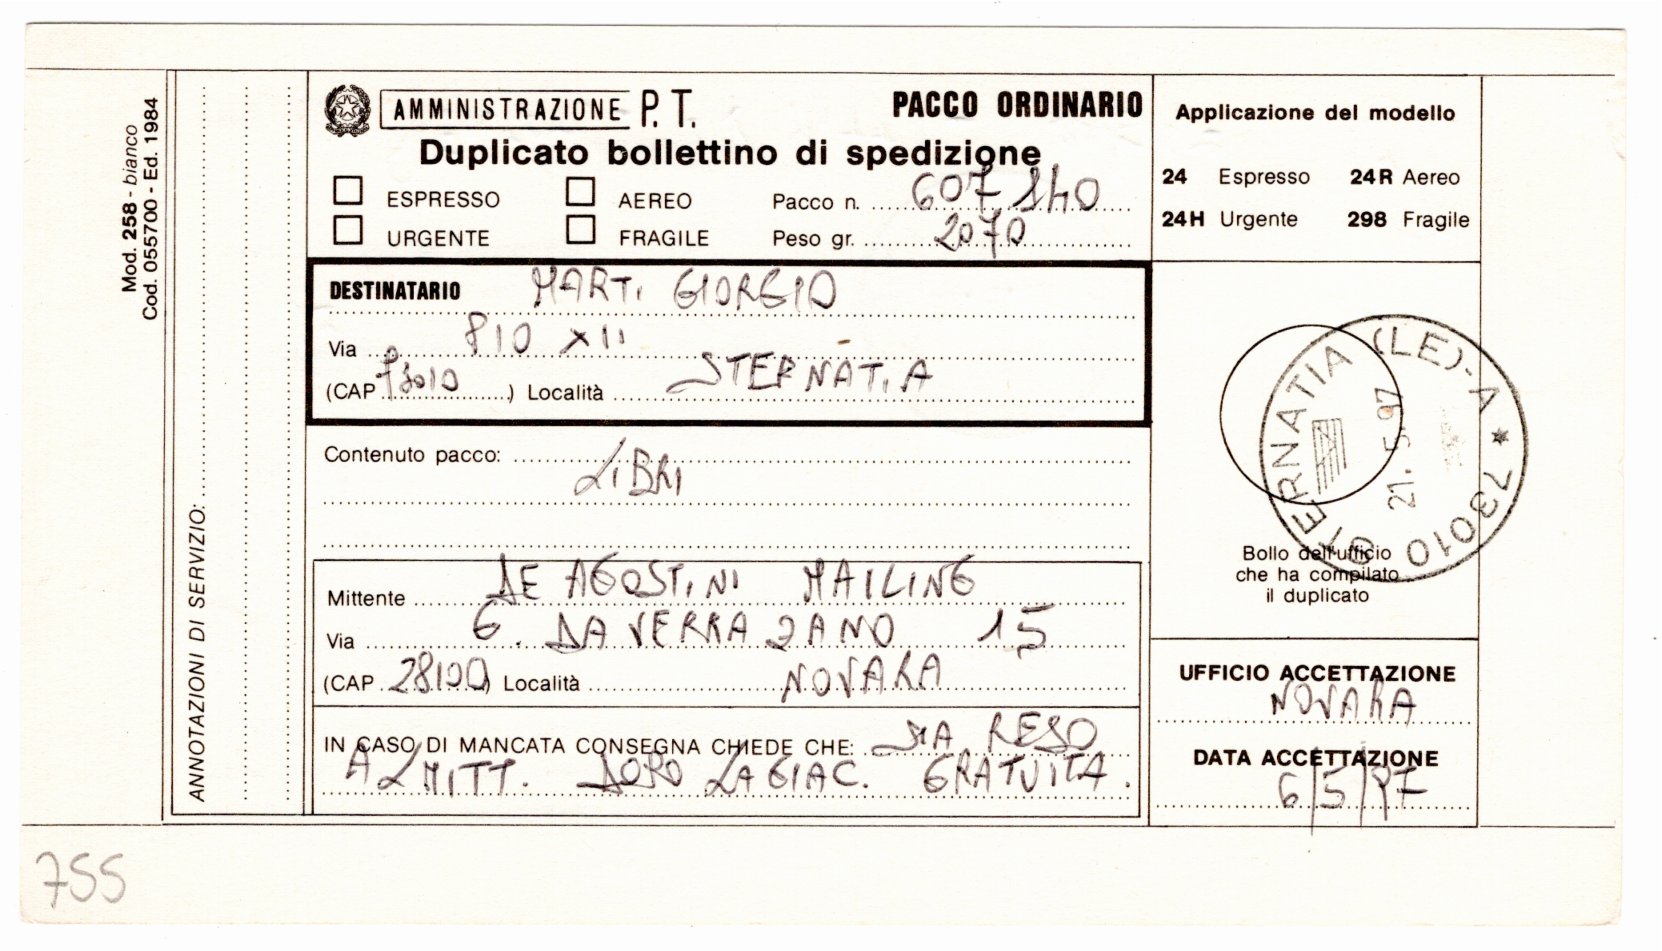 Mod. 258 - bianco
Cod. 055700 - Ed. 1984
ANNOTAZIONI DI SERVIZIO:
AMMINISTRAZIONE P.T.
PACCO ORDINARIO
Duplicato bollettino di spedizione
ESPRESSO AEREO Pacco n. 607140
URGENTE FRAGILE Peso gr. 2070
DESTINATARIO MARTI GIORGIO
Via PIO XII
(CAP 73010) Località STERNATIA
Contenuto pacco:
LIBRI
Mittente DE AGOSTINI MAILING
Via G. DA VERRAZANO 15
(CAP 28100) Località NOVARA
IN CASO DI MANCATA CONSEGNA CHIEDE CHE: SIA RESO
AL MITT. DOPO LA GIAC. GRATUITA.
Applicazione del modello
24 Espresso 24R Aereo
24H Urgente 298 Fragile
STERNATIA (LE) - A * 73010
21.5.97
Bollo dell'ufficio
che ha compilato
il duplicato
UFFICIO ACCETTAZIONE
NOVARA
DATA ACCETTAZIONE
6/5/97
755